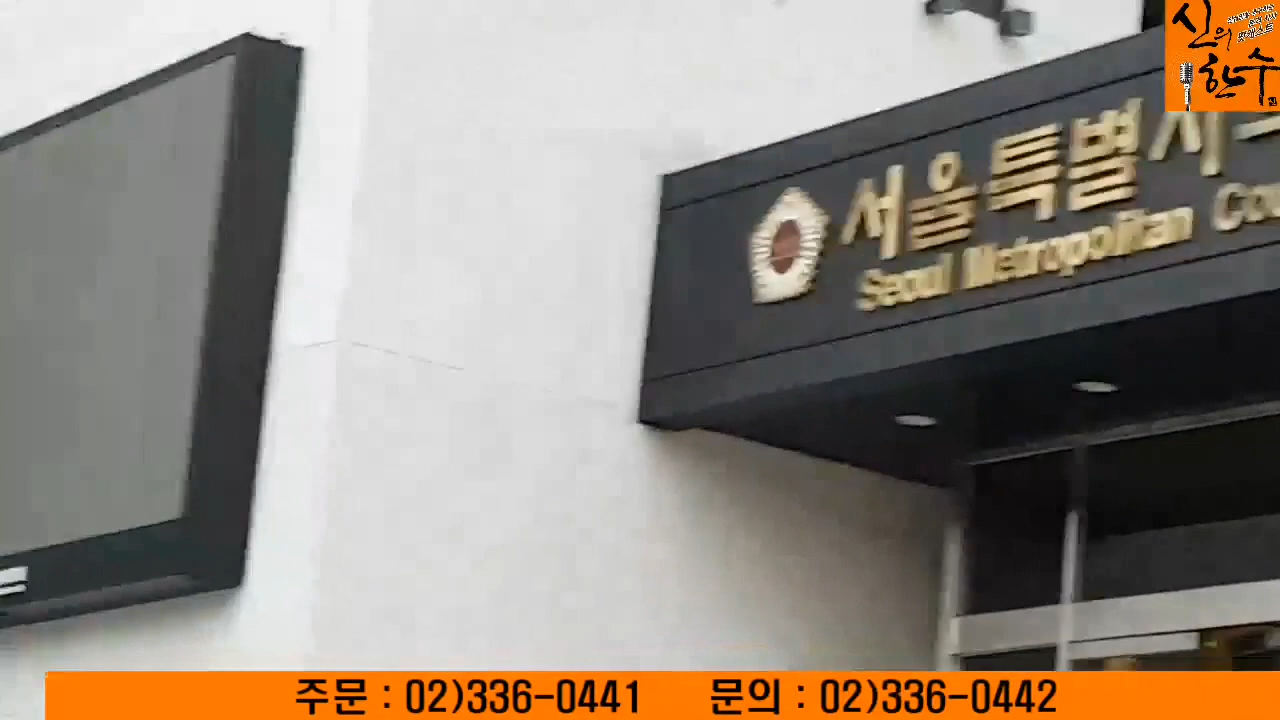 신의
한수
서울특별시
Seoul Metropolitan
주문 : 02)336-0441 문의 : 02)336-0442